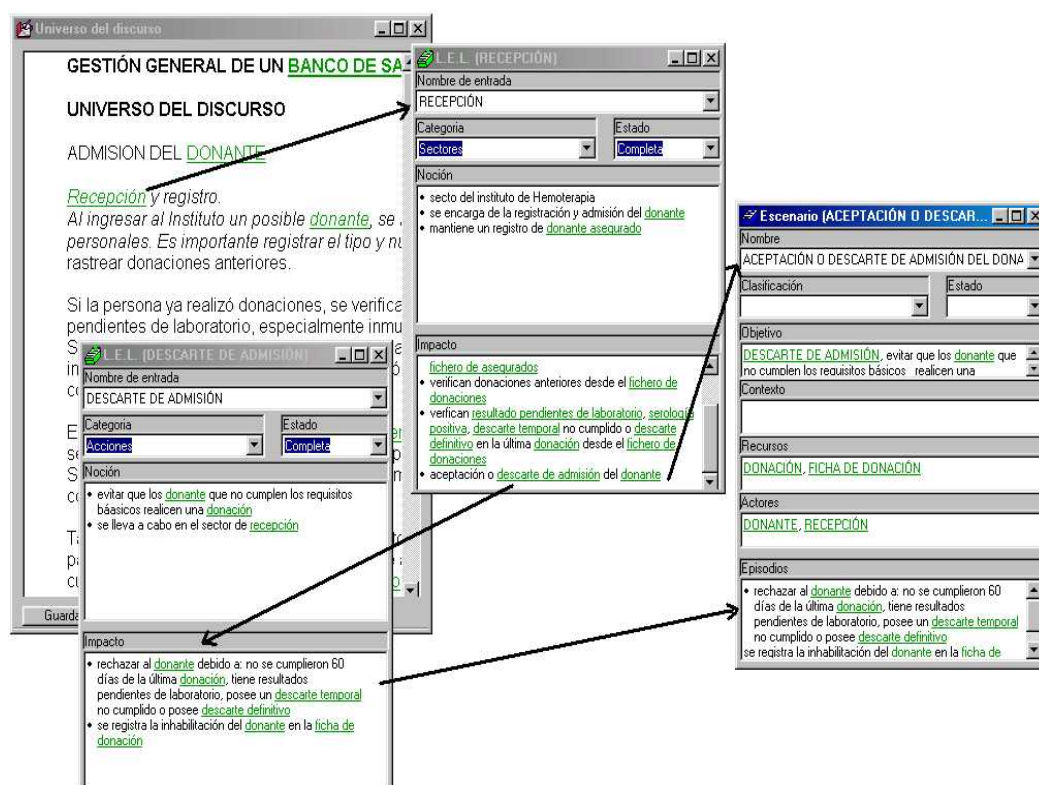 Universo del discurso
GESTIÓN GENERAL DE UN BANCO DE SA
UNIVERSO DEL DISCURSO
ADMISION DEL DONANTE
Recepción y registro.
Al ingresar al Instituto un posible donante, se
personales. Es importante registrar el tipo y nu
rastrear donaciones anteriores.
Si la persona ya realizó donaciones, se verifica
pendientes de laboratorio, especialmente inmu
Guarda
L.E.L. (RECEPCIÓN)
Nombre de entrada
RECEPCIÓN
Categoria
Estado
Sectores
Completa
Noción
• secto del instituto de Hemoterapia
• se encarga de la registración y admisión del donante
• mantiene un registro de donante asegurado
Impacto
fichero de asegurados
• verifican donaciones anteriores desde el fichero de
donaciones
• verfican resultado pendientes de laboratorio, serología
positiva, descarte temporal no cumplido o descarte
definitivo en la última donación desde el fichero de
donaciones
• aceptación o descarte de admisión del donante
L.E.L. (DESCARTE DE ADMISIÓN)
Nombre de entrada
DESCARTE DE ADMISIÓN
Categoria
Estado
Acciones
Completa
Noción
• evitar que los donante que no cumplen los requisitos
báasicos realicen una donación
• se lleva a cabo en el sector de recepción
Impacto
• rechazar al donante debido a: no se cumplieron 60
días de la última donación, tiene resultados
pendientes de laboratorio, posee un descarte temporal
no cumplido o posee descarte definitivo
• se registra la inhabilitación del donante en la ficha de
donación
Escenario (ACEPTACIÓN O DESCAR...
Nombre
ACEPTACIÓN O DESCARTE DE ADMISIÓN DEL DONA
Clasificación
Estado
Objetivo
DESCARTE DE ADMISIÓN, evitar que los donante que
no cumplen los requisitos básicos realicen una
Contexto
Recursos
DONACIÓN, FICHA DE DONACIÓN
Actores
DONANTE, RECEPCIÓN
Episodios
• rechazar al donante debido a: no se cumplieron 60
días de la última donación, tiene resultados
pendientes de laboratorio, posee un descarte temporal
no cumplido o posee descarte definitivo
se registra la inhabilitación del donante en la ficha de